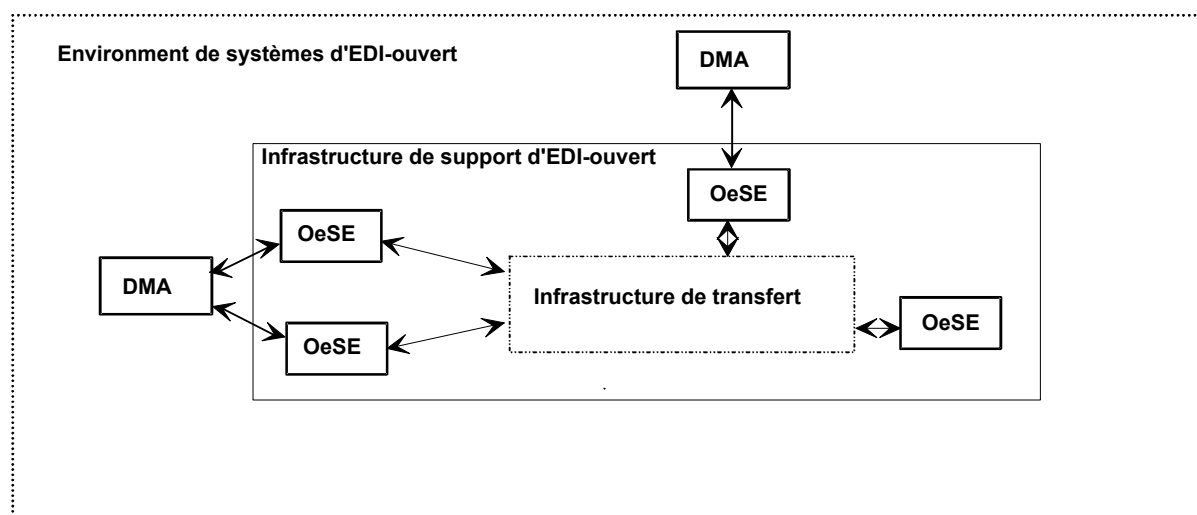 Environment de systèmes d'EDI-ouvert
DMA
Infrastructure de support d'EDI-ouvert
OeSE
OeSE
DMA
Infrastructure de transfert
OeSE
OeSE